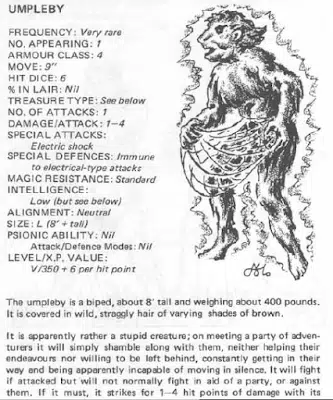 UMPLEBY
FREQUENCY: Very rare
NO. APPEARING: 1
ARMOUR CLASS: 4
MOVE: 9"
HIT DICE: 6
% IN LAIR: Nil
TREASURE TYPE: See below
NO. OF ATTACKS: 1
DAMAGE/ATTACK: 1–4
SPECIAL ATTACKS:
Electric shock
SPECIAL DEFENCES: Immune
to electrical-type attacks
MAGIC RESISTANCE: Standard
INTELLIGENCE:
Low (but see below)
ALIGNMENT: Neutral
SIZE: L (8' + tall)
PSIONIC ABILITY: Nil
Attack/Defence Modes: Nil
LEVEL/X.P. VALUE:
V/350 + 6 per hit point
The umpleby is a biped, about 8' tall and weighing about 400 pounds.
It is covered in wild, straggly hair of varying shades of brown.
It is apparently rather a stupid creature; on meeting a party of adven-
turers it will simply shamble along with them, neither helping their
endeavours nor willing to be left behind, constantly getting in their
way and being apparently incapable of moving in silence. It will fight
if attacked but will not normally fight in aid of a party, or against
them. If it must, it strikes for 1–4 hit points of damage with its